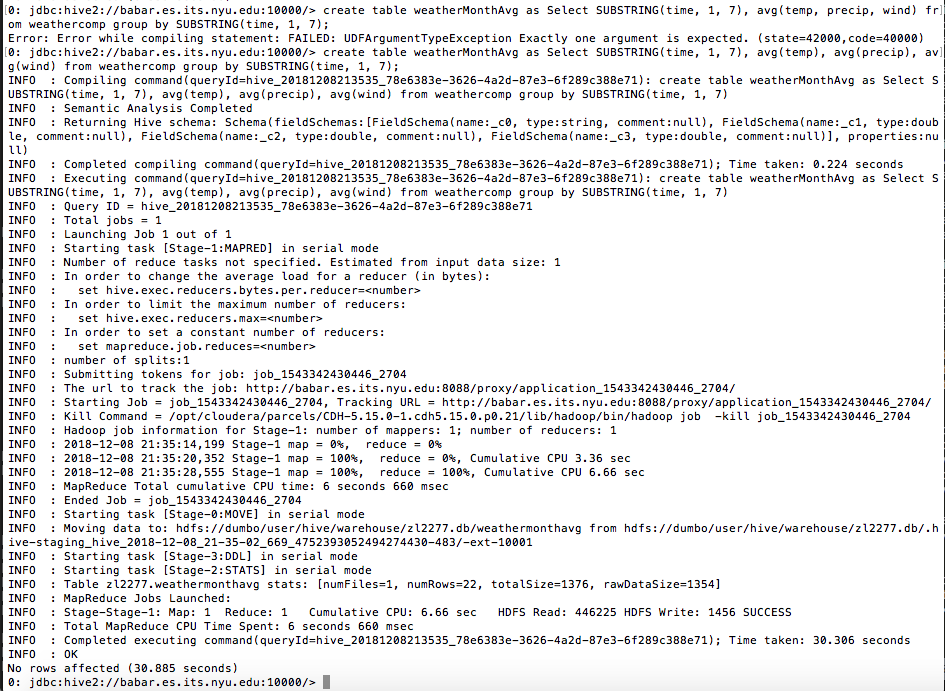 [0: jdbc:hive2://babar.es.its.nyu.edu:10000/> create table weatherMonthAvg as Select SUBSTRING(time, 1, 7), avg(temp, precip, wind) fr]
om weathercomp group by SUBSTRING(time, 1, 7);
Error: Error while compiling statement: FAILED: UDFArgumentTypeException Exactly one argument is expected. (state=42000,code=40000)
[0: jdbc:hive2://babar.es.its.nyu.edu:10000/> create table weatherMonthAvg as Select SUBSTRING(time, 1, 7), avg(temp), avg(precip), av]
g(wind) from weathercomp group by SUBSTRING(time, 1, 7);
INFO  : Compiling command(queryId=hive_20181208213535_78e6383e-3626-4a2d-87e3-6f289c388e71): create table weatherMonthAvg as Select S
UBSTRING(time, 1, 7), avg(temp), avg(precip), avg(wind) from weathercomp group by SUBSTRING(time, 1, 7)
INFO  : Semantic Analysis Completed
INFO  : Returning Hive schema: Schema(fieldSchemas:[FieldSchema(name:_c0, type:string, comment:null), FieldSchema(name:_c1, type:doub
le, comment:null), FieldSchema(name:_c2, type:double, comment:null), FieldSchema(name:_c3, type:double, comment:null)], properties:nu
ll)
INFO  : Completed compiling command(queryId=hive_20181208213535_78e6383e-3626-4a2d-87e3-6f289c388e71); Time taken: 0.224 seconds
INFO  : Executing command(queryId=hive_20181208213535_78e6383e-3626-4a2d-87e3-6f289c388e71): create table weatherMonthAvg as Select S
UBSTRING(time, 1, 7), avg(temp), avg(precip), avg(wind) from weathercomp group by SUBSTRING(time, 1, 7)
INFO  : Query ID = hive_20181208213535_78e6383e-3626-4a2d-87e3-6f289c388e71
INFO  : Total jobs = 1
INFO  : Launching Job 1 out of 1
INFO  : Starting task [Stage-1:MAPRED] in serial mode
INFO  : Number of reduce tasks not specified. Estimated from input data size: 1
INFO  : In order to change the average load for a reducer (in bytes):
INFO  :   set hive.exec.reducers.bytes.per.reducer=<number>
INFO  : In order to limit the maximum number of reducers:
INFO  :   set hive.exec.reducers.max=<number>
INFO  : In order to set a constant number of reducers:
INFO  :   set mapreduce.job.reduces=<number>
INFO  : number of splits:1
INFO  : Submitting tokens for job: job_1543342430446_2704
INFO  : The url to track the job: http://babar.es.its.nyu.edu:8088/proxy/application_1543342430446_2704/
INFO  : Starting Job = job_1543342430446_2704, Tracking URL = http://babar.es.its.nyu.edu:8088/proxy/application_1543342430446_2704/
INFO  : Kill Command = /opt/cloudera/parcels/CDH-5.15.0-1.cdh5.15.0.p0.21/lib/hadoop/bin/hadoop job  -kill job_1543342430446_2704
INFO  : Hadoop job information for Stage-1: number of mappers: 1; number of reducers: 1
INFO  : 2018-12-08 21:35:14,199 Stage-1 map = 0%,  reduce = 0%
INFO  : 2018-12-08 21:35:20,352 Stage-1 map = 100%,  reduce = 0%, Cumulative CPU 3.36 sec
INFO  : 2018-12-08 21:35:28,555 Stage-1 map = 100%,  reduce = 100%, Cumulative CPU 6.66 sec
INFO  : MapReduce Total cumulative CPU time: 6 seconds 660 msec
INFO  : Ended Job = job_1543342430446_2704
INFO  : Starting task [Stage-0:MOVE] in serial mode
INFO  : Moving data to: hdfs://dumbo/user/hive/warehouse/zl2277.db/weathermonthavg from hdfs://dumbo/user/hive/warehouse/zl2277.db/.h
ive-staging_hive_2018-12-08_21-35-02_669_4752393052494274430-483/-ext-10001
INFO  : Starting task [Stage-3:DDL] in serial mode
INFO  : Starting task [Stage-2:STATS] in serial mode
INFO  : Table zl2277.weathermonthavg stats: [numFiles=1, numRows=22, totalSize=1376, rawDataSize=1354]
INFO  : MapReduce Jobs Launched:
INFO  : Stage-Stage-1: Map: 1  Reduce: 1   Cumulative CPU: 6.66 sec   HDFS Read: 446225 HDFS Write: 1456 SUCCESS
INFO  : Total MapReduce CPU Time Spent: 6 seconds 660 msec
INFO  : Completed executing command(queryId=hive_20181208213535_78e6383e-3626-4a2d-87e3-6f289c388e71); Time taken: 30.306 seconds
INFO  : OK
No rows affected (30.885 seconds)
0: jdbc:hive2://babar.es.its.nyu.edu:10000/>